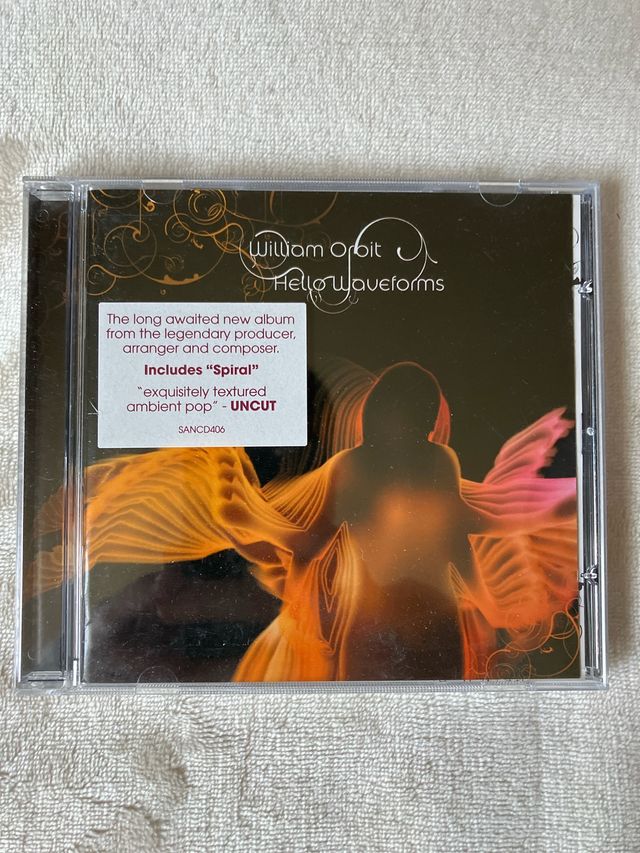 William Orbit
Hello Waveforms
The long awaited new album
from the legendary producer,
arranger and composer.
Includes "Spiral"
"exquisitely textured
ambient pop" - UNCUT
SANCD406